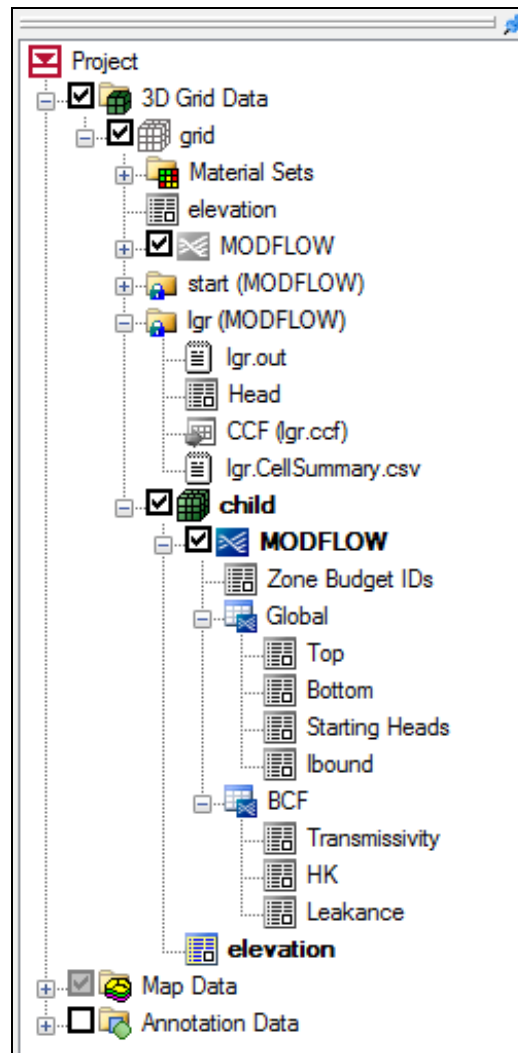 Project
3D Grid Data
grid
Material Sets
elevation
MODFLOW
start (MODFLOW)
lgr (MODFLOW)
lgr.out
Head
CCF (lgr.ccf)
lgr.CellSummary.csv
child
MODFLOW
Zone Budget IDs
Global
Top
Bottom
Starting Heads
Ibound
BCF
Transmissivity
HK
Leakance
elevation
Map Data
Annotation Data